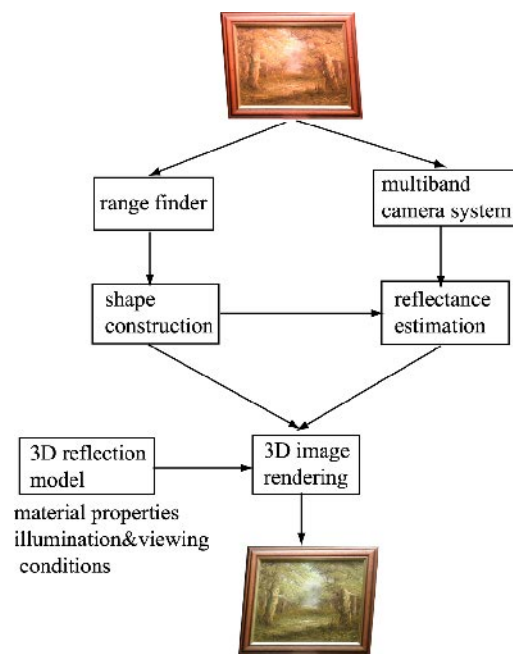 range finder
multiband
camera system
shape
construction
reflectance
estimation
3D reflection
model
3D image
rendering
material properties
illumination&viewing
conditions